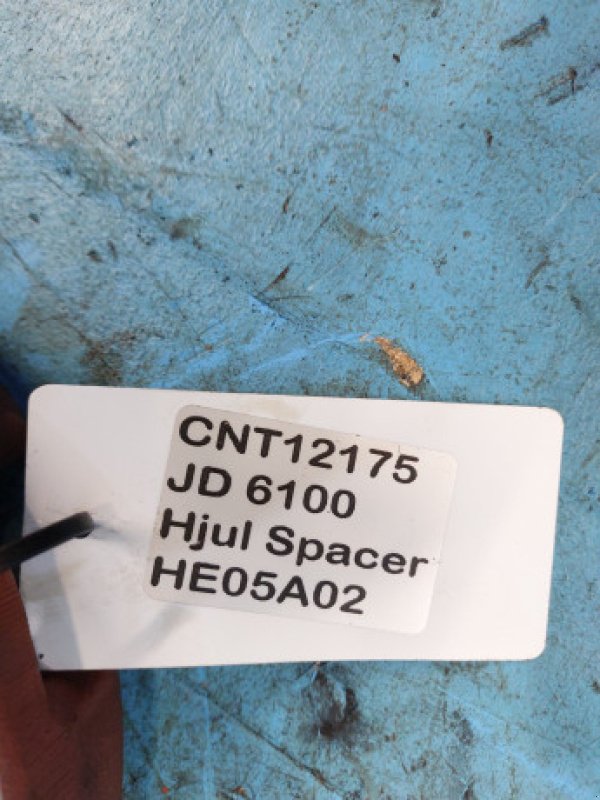 CNT12175
JD 6100
Hjul Spacer
HE05A02